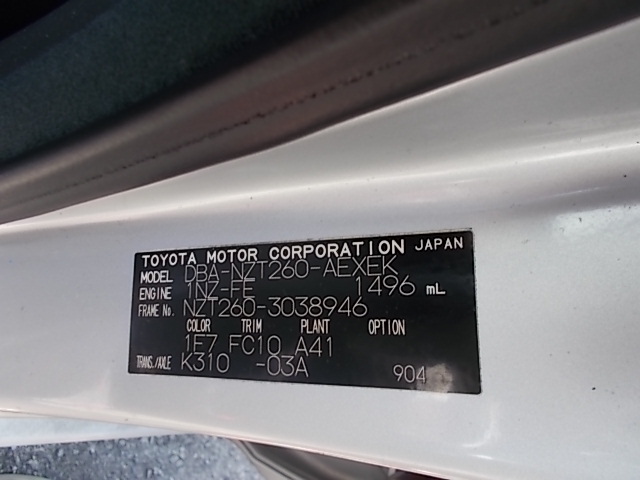 TOYOTA MOTOR CORPORATION JAPAN
MODEL DBA-NZT260-AEXEK
ENGINE 1NZ-FE 1496 mL
FRAME No. NZT260-3038946
COLOR TRIM PLANT OPTION
1F7 FC10 A41
TRANS./AXLE K310 -03A
904